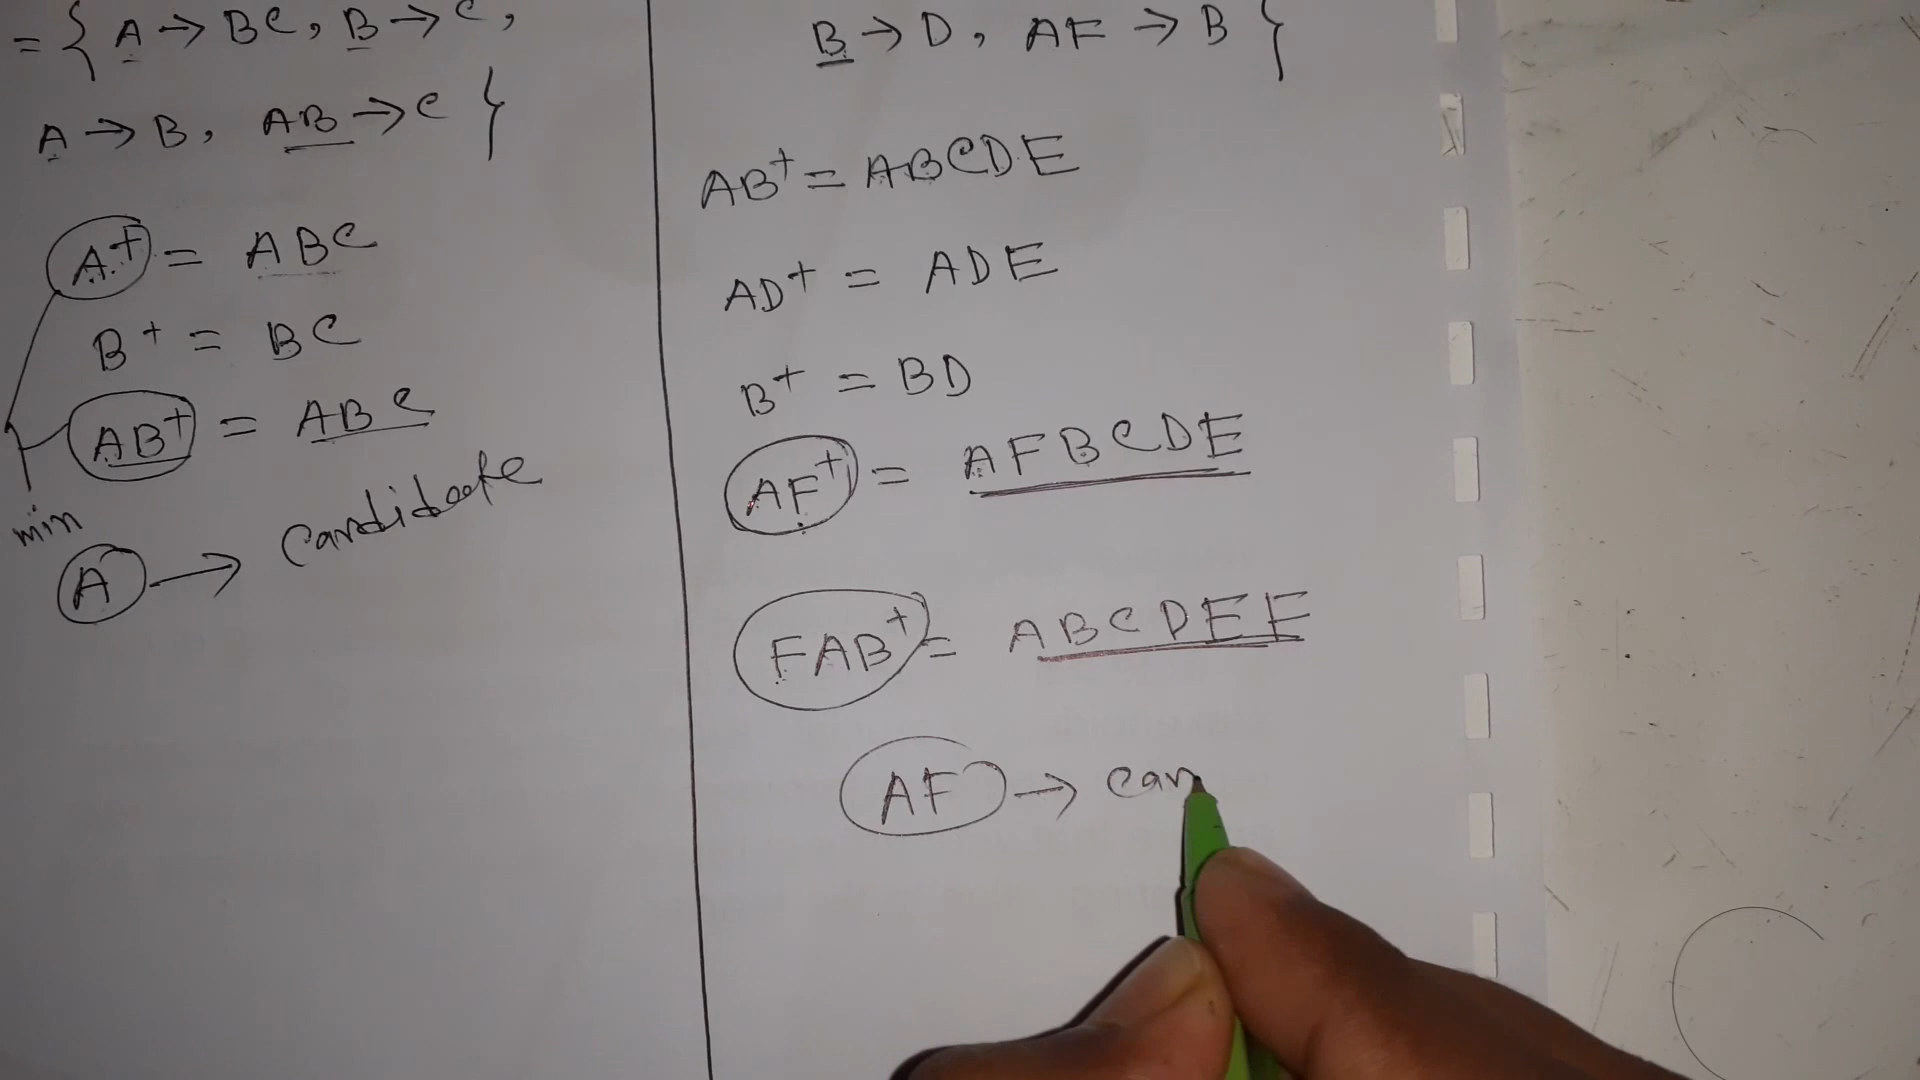 = { A → BC, B → C,
A → B, AB → C }
A+ = ABC
B+ = BC
AB+ = ABC
min
A → candidate
B → D, AF → B }
AB+ = ABCDE
AD+ = ADE
B+ = BD
AF+ = AFBCDE
FAB+ = ABCDEF
AF → can